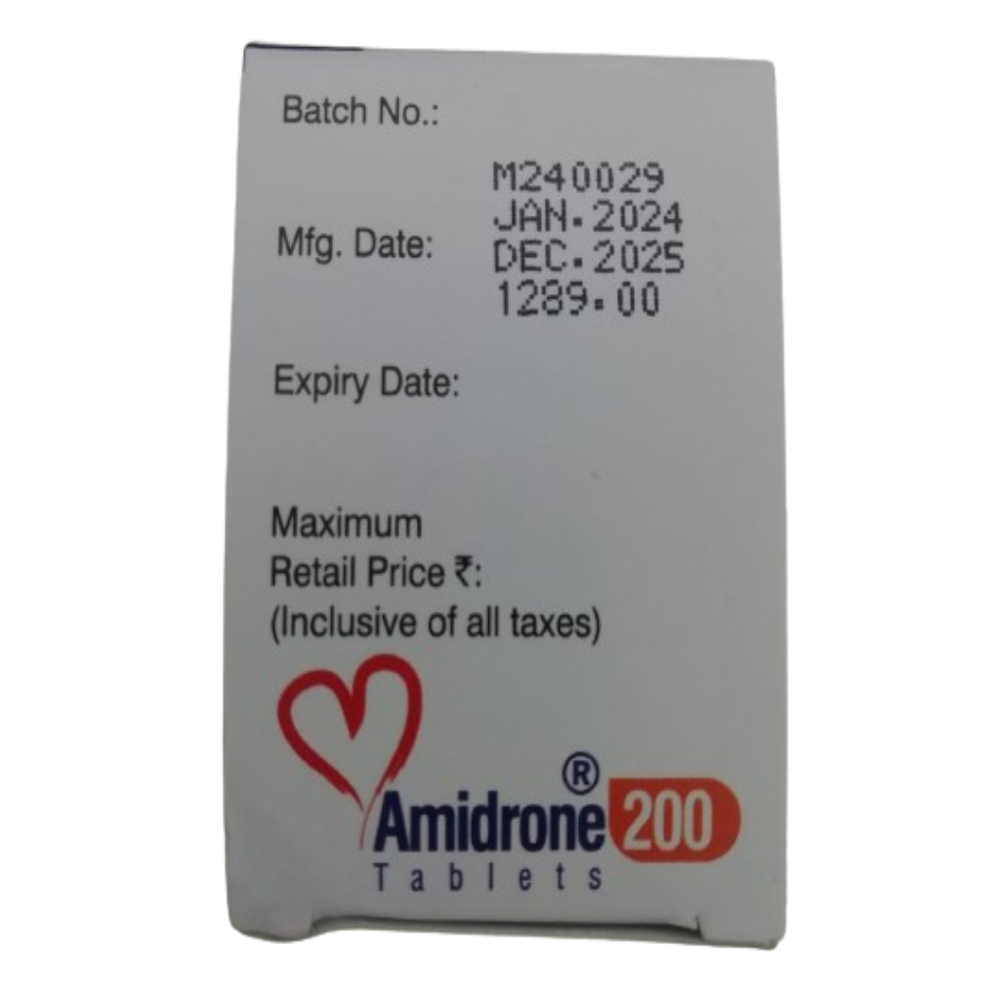 Batch No.:
M240029
JAN.2024
Mfg. Date:
DEC.2025
1289.00
Expiry Date:
Maximum
Retail Price ₹:
(Inclusive of all taxes)
Amidrone® 200
Tablets